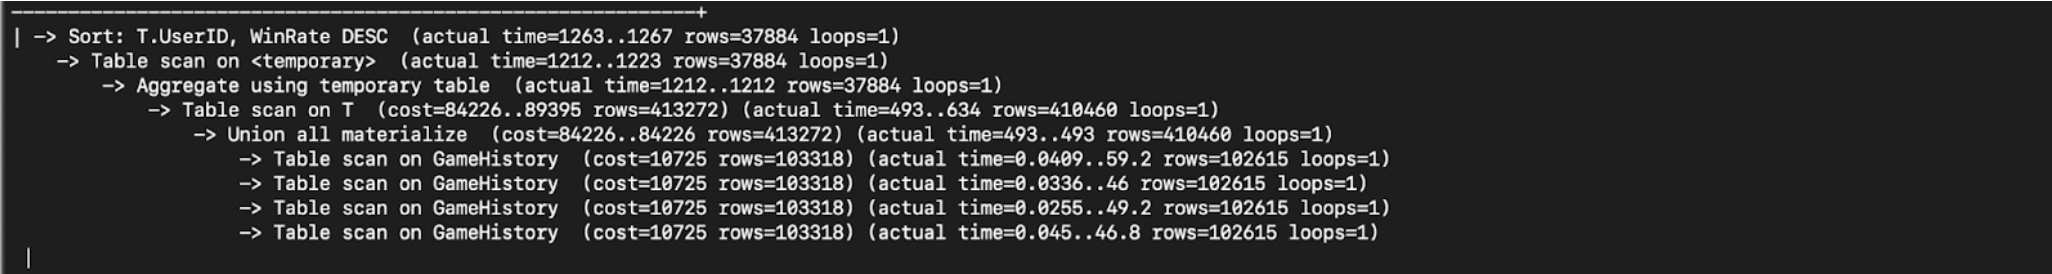 ------------------------------------------------------------+
| -> Sort: T.UserID, WinRate DESC  (actual time=1263..1267 rows=37884 loops=1)
    -> Table scan on <temporary>  (actual time=1212..1223 rows=37884 loops=1)
        -> Aggregate using temporary table  (actual time=1212..1212 rows=37884 loops=1)
            -> Table scan on T  (cost=84226..89395 rows=413272) (actual time=493..634 rows=410460 loops=1)
                -> Union all materialize  (cost=84226..84226 rows=413272) (actual time=493..493 rows=410460 loops=1)
                    -> Table scan on GameHistory  (cost=10725 rows=103318) (actual time=0.0409..59.2 rows=102615 loops=1)
                    -> Table scan on GameHistory  (cost=10725 rows=103318) (actual time=0.0336..46 rows=102615 loops=1)
                    -> Table scan on GameHistory  (cost=10725 rows=103318) (actual time=0.0255..49.2 rows=102615 loops=1)
                    -> Table scan on GameHistory  (cost=10725 rows=103318) (actual time=0.045..46.8 rows=102615 loops=1)
 |